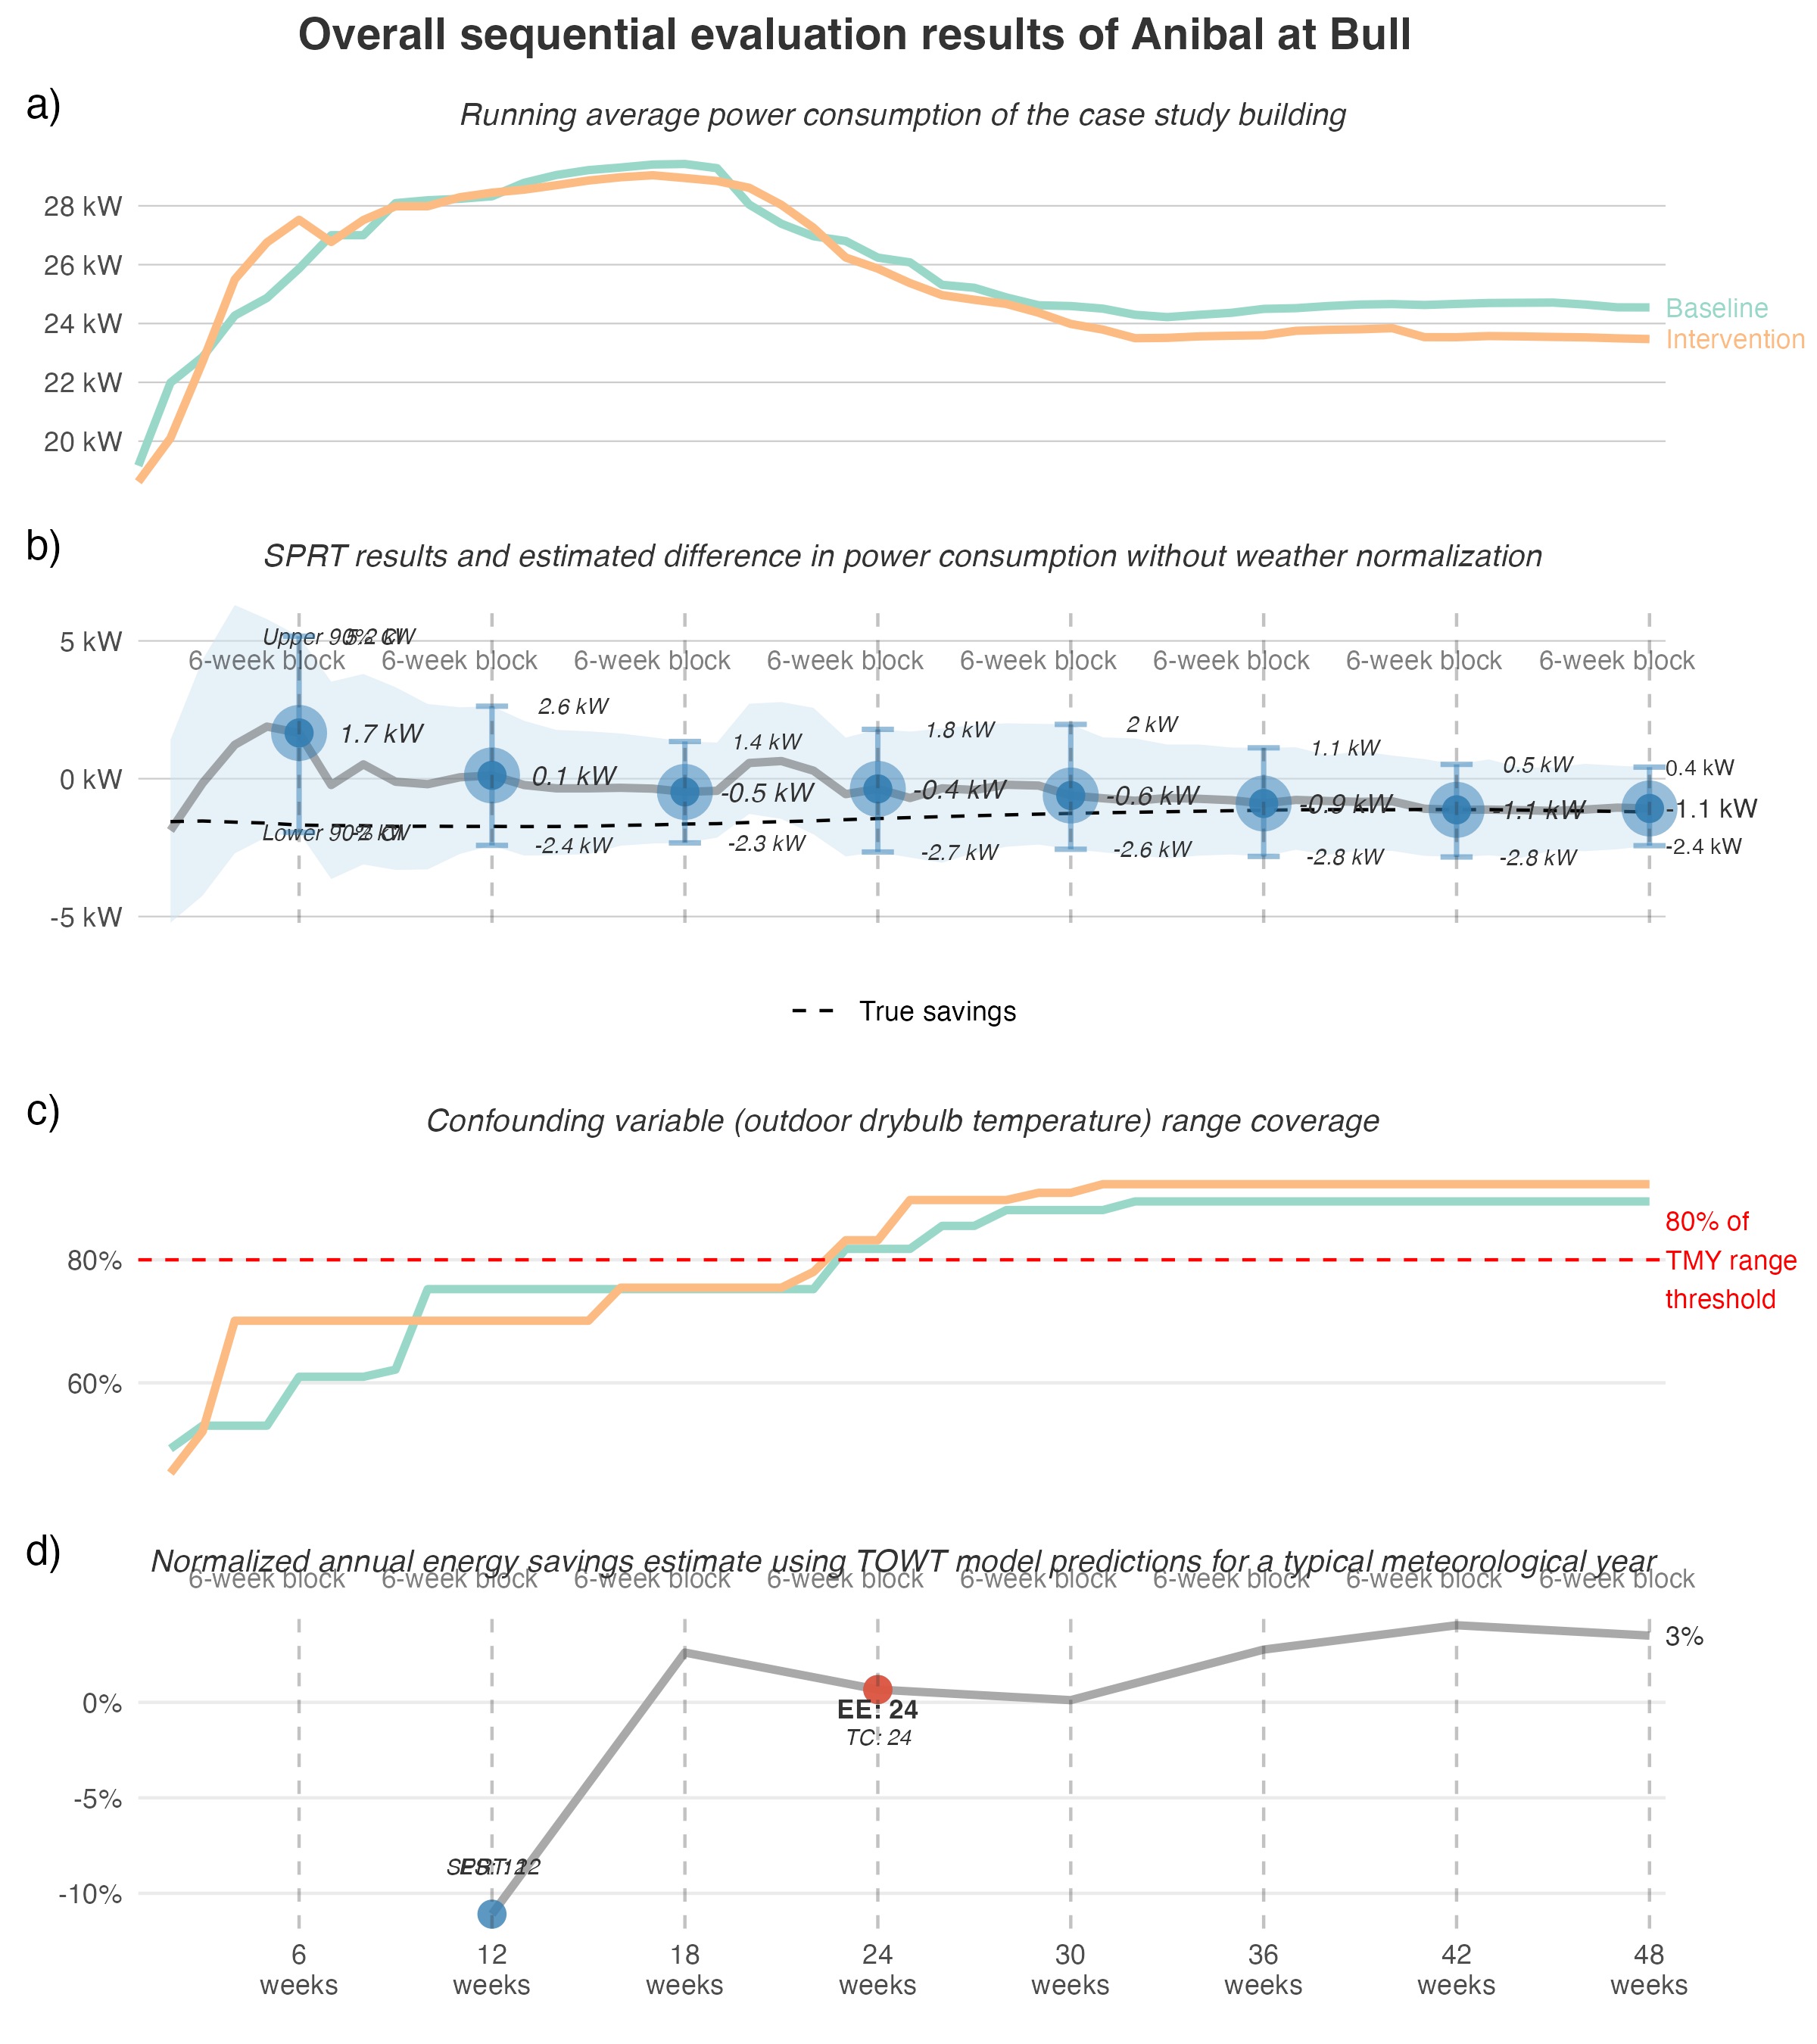 Overall sequential evaluation results of Anibal at Bull
a)
Running average power consumption of the case study building
28 kW
26 kW
24 kW
22 kW
20 kW
Baseline
Intervention
b)
SPRT results and estimated difference in power consumption without weather normalization
5 kW
0 kW
-5 kW
Upper 90% CI 5.2 kW
6-week block 6-week block 6-week block 6-week block 6-week block 6-week block 6-week block 6-week block
2.6 kW 1.4 kW 1.8 kW 2 kW 1.1 kW 0.5 kW 0.4 kW
1.7 kW 0.1 kW -0.5 kW -0.4 kW -0.6 kW -0.9 kW -1.1 kW -1.1 kW
Lower 90% CI -2 kW -2.4 kW -2.3 kW -2.7 kW -2.6 kW -2.8 kW -2.8 kW -2.4 kW
True savings
c)
Confounding variable (outdoor drybulb temperature) range coverage
80%
60%
80% of
TMY range
threshold
d)
Normalized annual energy savings estimate using TOWT model predictions for a typical meteorological year
6-week block 6-week block 6-week block 6-week block 6-week block 6-week block 6-week block 6-week block
3%
0%
-5%
-10%
EE: 24
TC: 24
6 12 18 24 30 36 42 48
weeks weeks weeks weeks weeks weeks weeks weeks